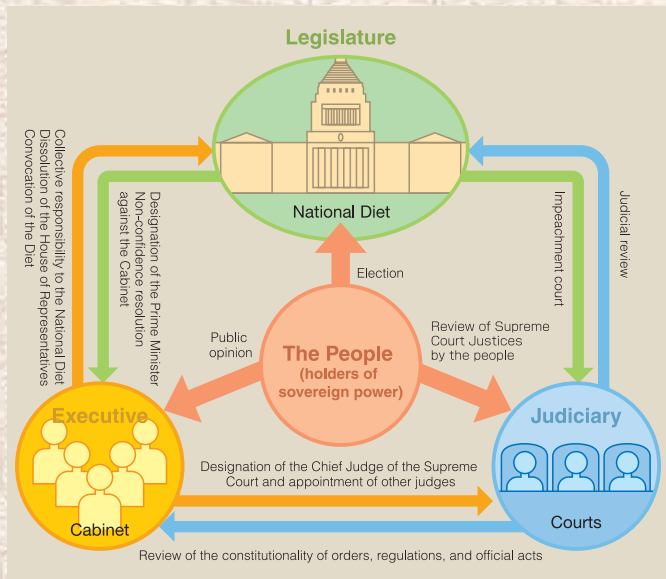 Legislature
National Diet
Collective responsibility to the National Diet
Dissolution of the House of Representatives
Convocation of the Diet
Designation of the Prime Minister
Non-confidence resolution
against the Cabinet
Impeachment court
Judicial review
Election
Public
opinion
The People
(holders of
sovereign power)
Review of Supreme
Court Justices
by the people
Executive
Cabinet
Judiciary
Courts
Designation of the Chief Judge of the Supreme
Court and appointment of other judges
Review of the constitutionality of orders, regulations, and official acts